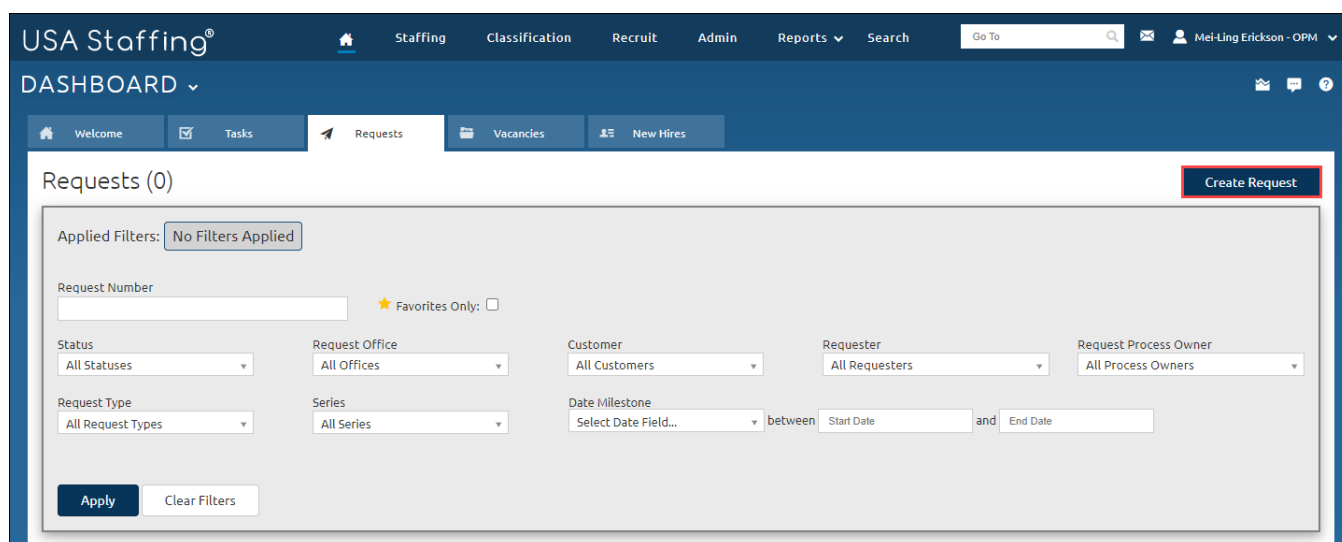 USA Staffing®
Staffing Classification Recruit Admin Reports Search Go To Mei-Ling Erickson - OPM
DASHBOARD
Welcome Tasks Requests Vacancies New Hires
Requests (0) Create Request
Applied Filters: No Filters Applied
Request Number
Favorites Only:
Status Request Office Customer Requester Request Process Owner
All Statuses All Offices All Customers All Requesters All Process Owners
Request Type Series Date Milestone
All Request Types All Series Select Date Field... between Start Date and End Date
Apply Clear Filters